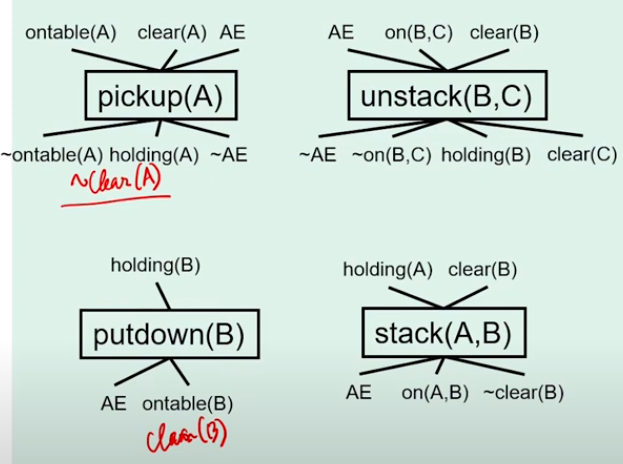 ontable(A) clear(A) AE
pickup(A)
~ontable(A) holding(A) ~AE
~clear(A)
AE on(B,C) clear(B)
unstack(B,C)
~AE ~on(B,C) holding(B) clear(C)
holding(B)
putdown(B)
AE ontable(B)
clear(B)
holding(A) clear(B)
stack(A,B)
AE on(A,B) ~clear(B)